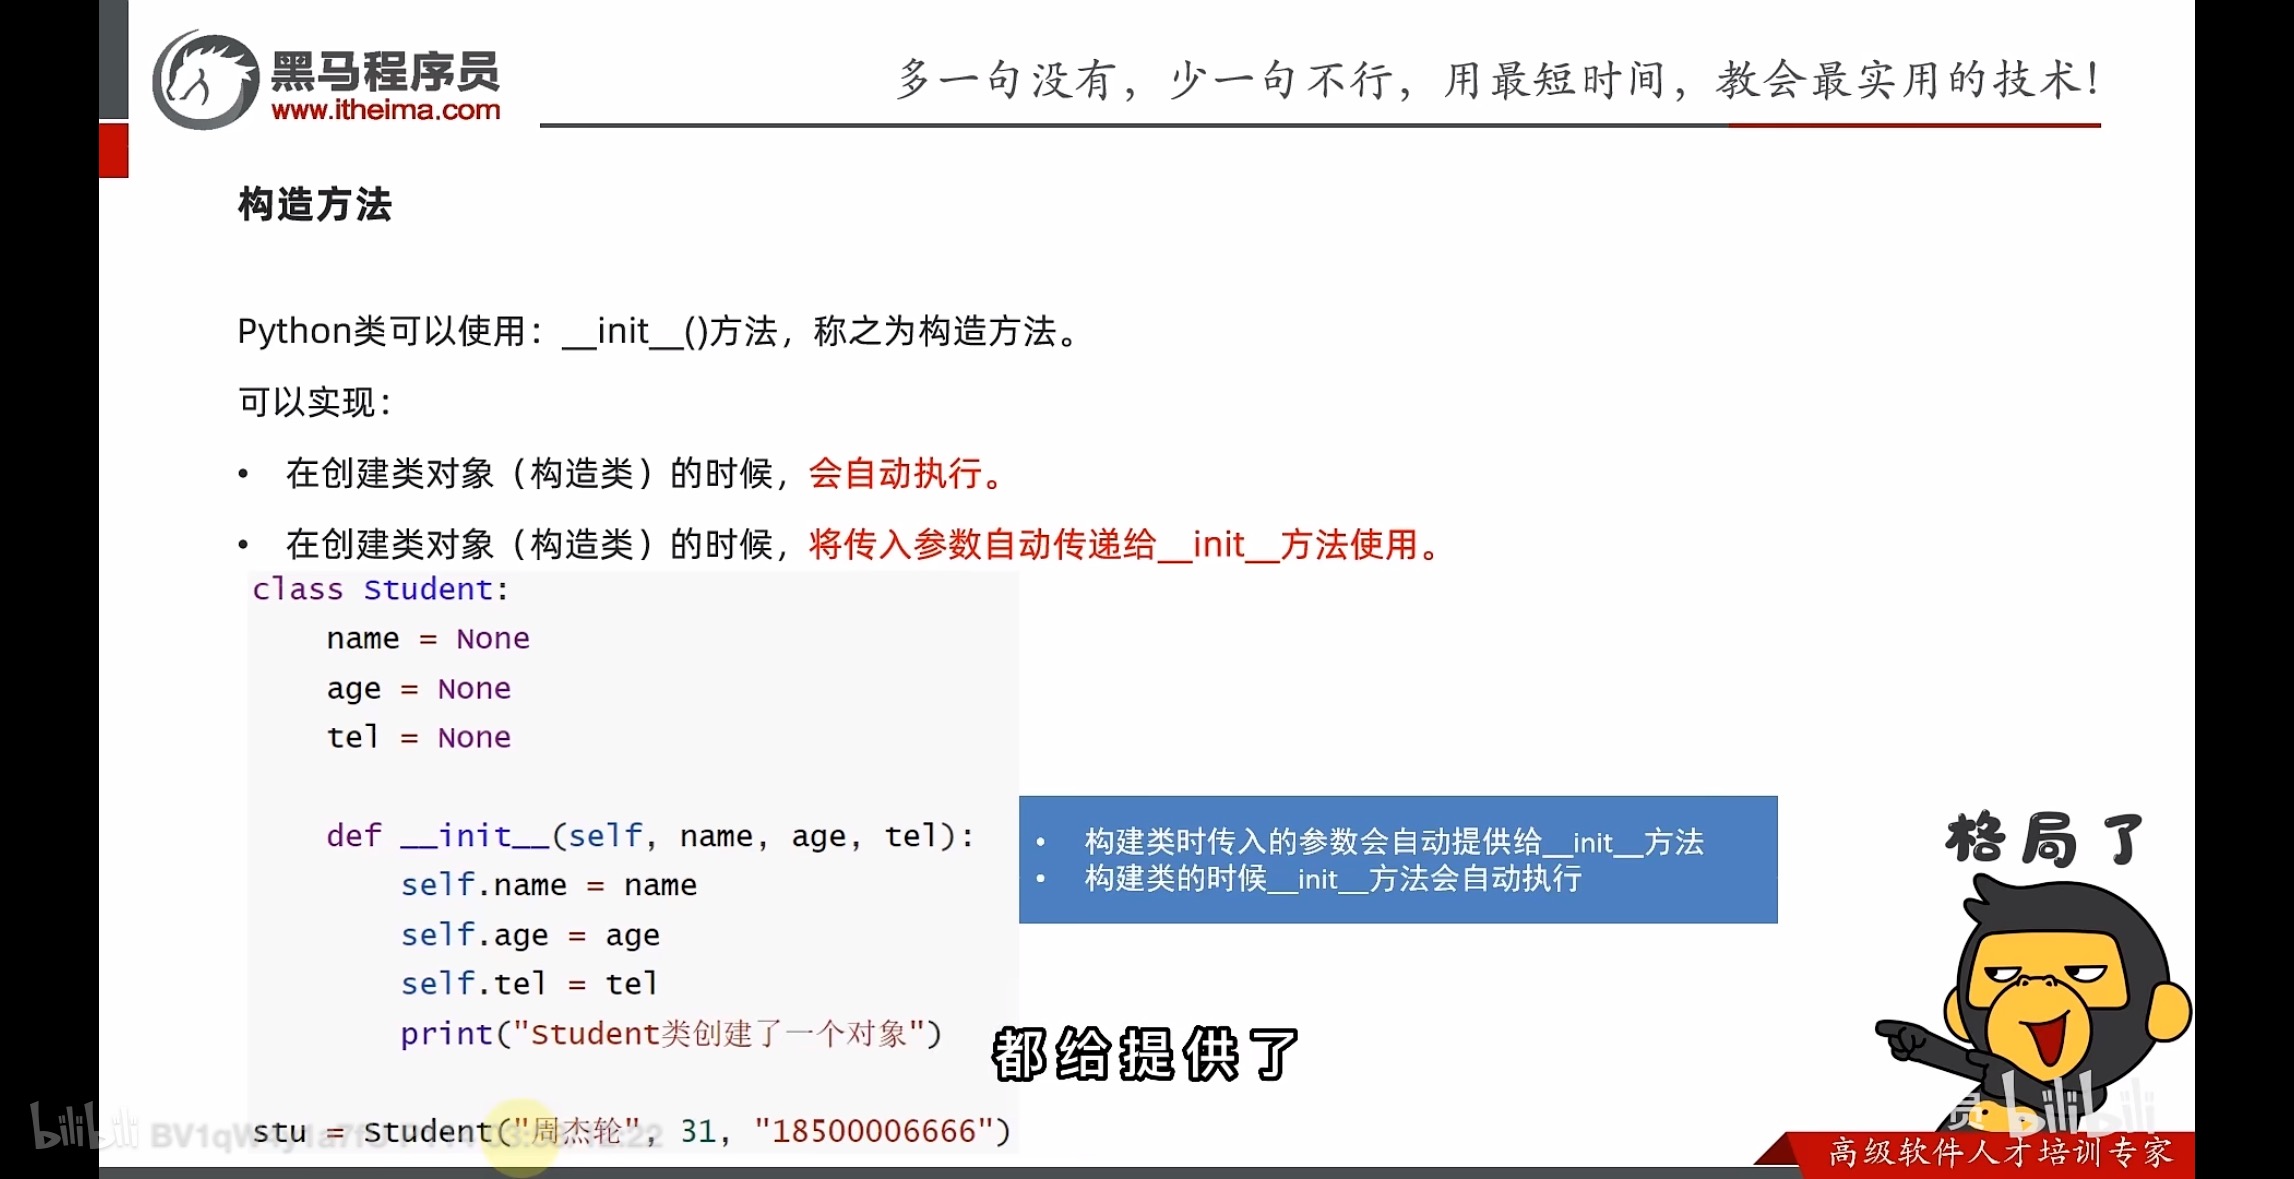 黑马程序员
www.itheima.com
多一句没有，少一句不行，用最短时间，教会最实用的技术！
构造方法
Python类可以使用：__init__()方法，称之为构造方法。
可以实现：
• 在创建类对象（构造类）的时候，会自动执行。
• 在创建类对象（构造类）的时候，将传入参数自动传递给__init__方法使用。
class Student:
    name = None
    age = None
    tel = None
    def __init__(self, name, age, tel):
        self.name = name
        self.age = age
        self.tel = tel
        print("Student类创建了一个对象")
stu = Student("周杰轮", 31, "18500006666")
• 构建类时传入的参数会自动提供给__init__方法
• 构建类的时候__init__方法会自动执行
格局了
都给提供了
bilibili
员 bilibili
高级软件人才培训专家